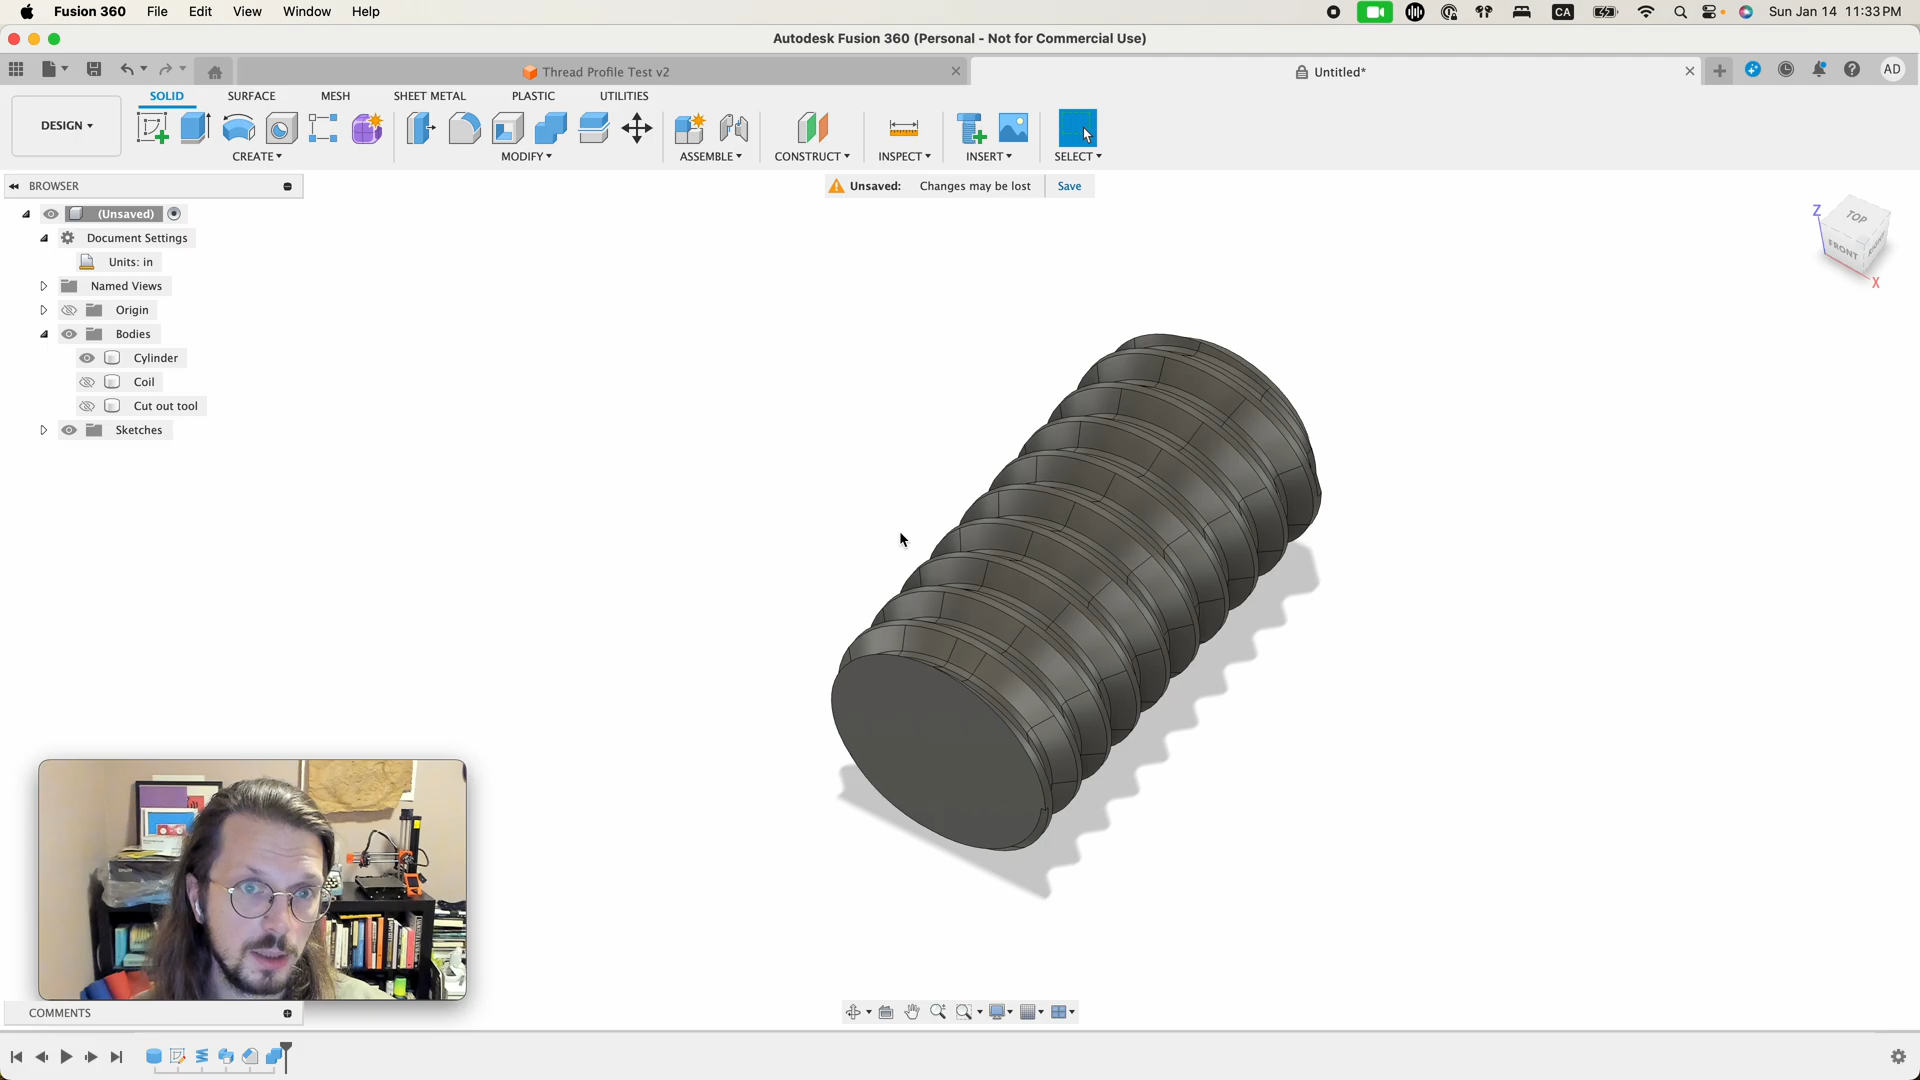 Fusion 360 File Edit View Window Help CA Sun Jan 14 11:33 PM
Autodesk Fusion 360 (Personal - Not for Commercial Use)
Thread Profile Test v2 Untitled* AD
SOLID SURFACE MESH SHEET METAL PLASTIC UTILITIES
DESIGN
CREATE MODIFY ASSEMBLE CONSTRUCT INSPECT INSERT SELECT
BROWSER
Unsaved: Changes may be lost Save
(Unsaved)
Document Settings
Units: in
Named Views
Origin
Bodies
Cylinder
Coil
Cut out tool
Sketches
Z
TOP
FRONT
RIGHT
X
COMMENTS